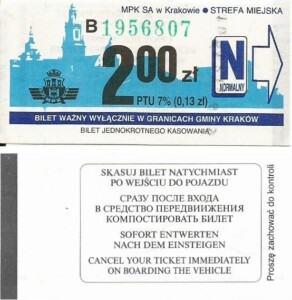 MPK SA w Krakowie • STREFA MIEJSKA
B 1956807
2 00 zł
N
NORMALNY
PTU 7% (0,13 zł)
BILET WAŻNY WYŁĄCZNIE W GRANICACH GMINY KRAKÓW
BILET JEDNOKROTNEGO KASOWANIA
SKASUJ BILET NATYCHMIAST
PO WEJŚCIU DO POJAZDU
СРАЗУ ПОСЛЕ ВХОДА
В СРЕДСТВО ПЕРЕДВИЖЕНИЯ
КОМПОСТИРОВАТЬ БИЛЕТ
SOFORT ENTWERTEN
NACH DEM EINSTEIGEN
CANCEL YOUR TICKET IMMEDIATELY
ON BOARDING THE VEHICLE
Proszę zachować do kontroli